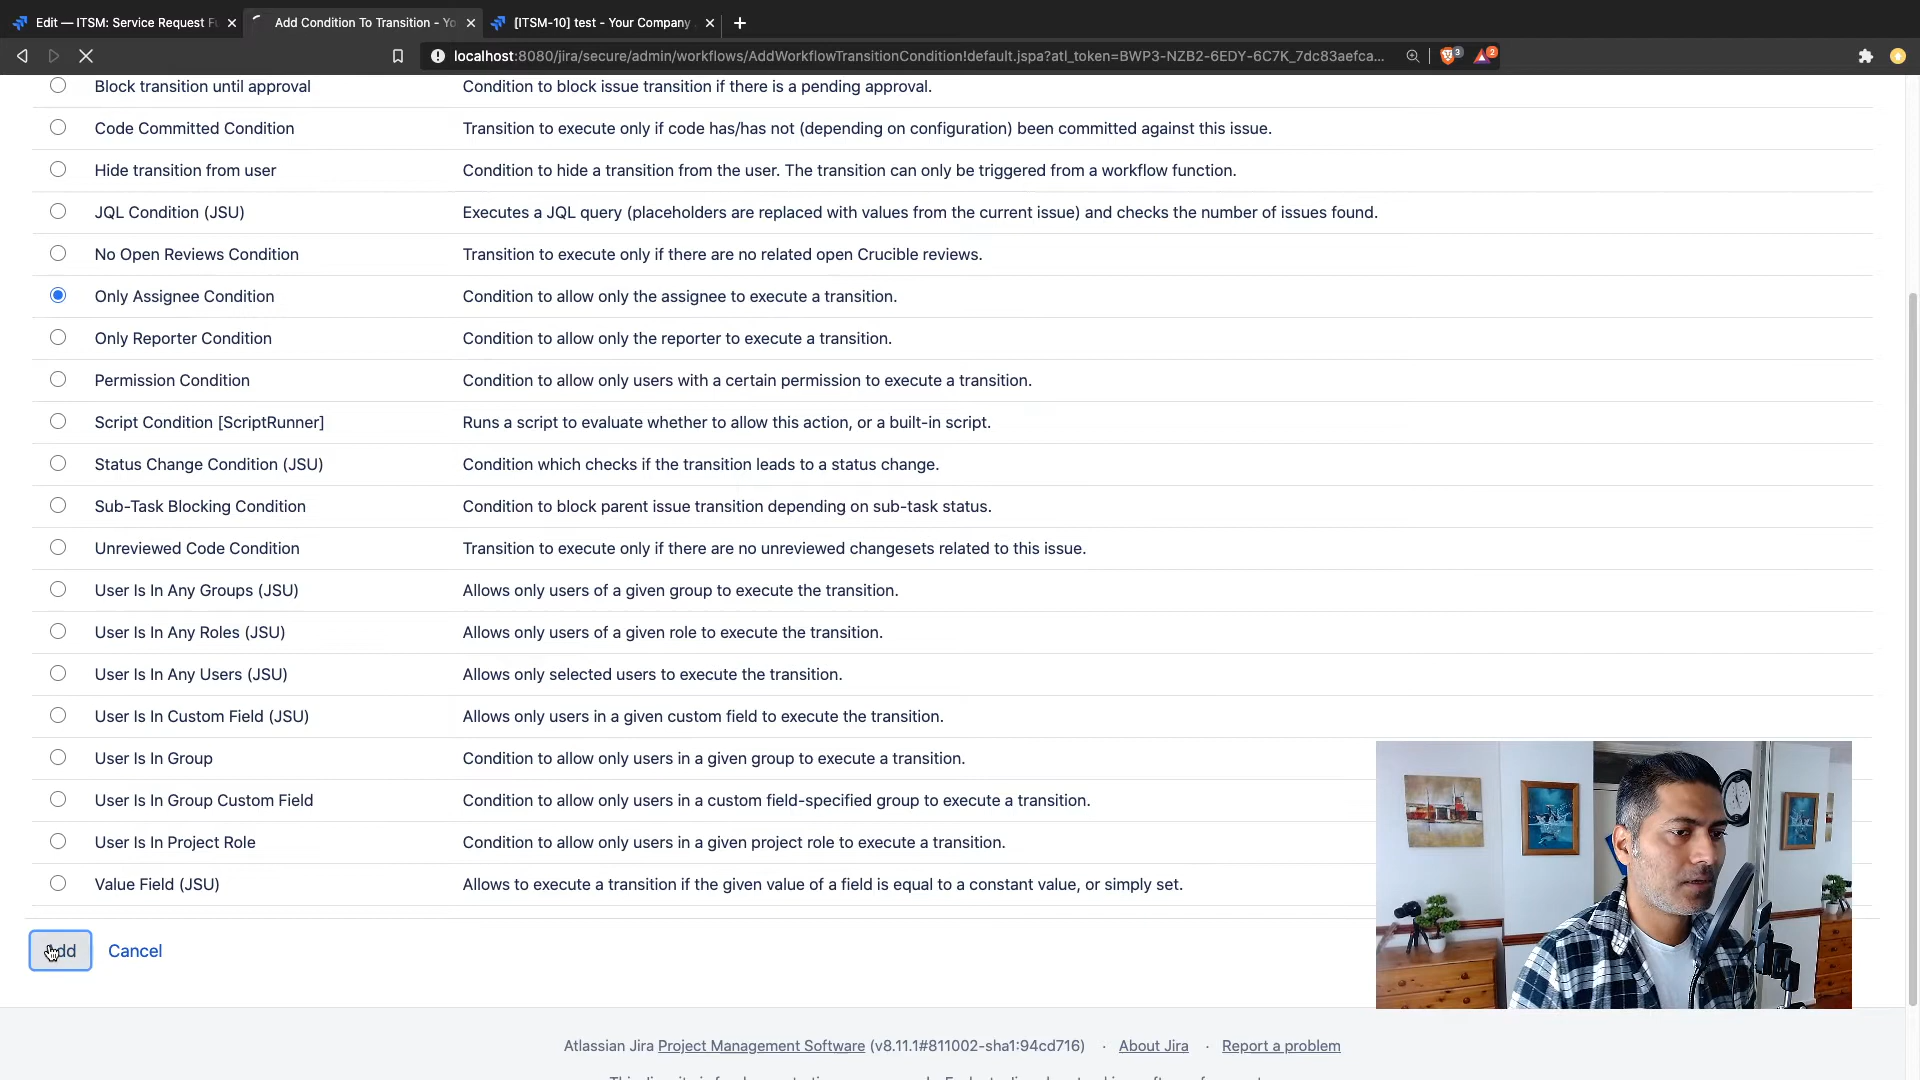 Edit — ITSM: Service Request Fu
Add Condition To Transition - Yo
[ITSM-10] test - Your Company
localhost:8080/jira/secure/admin/workflows/AddWorkflowTransitionCondition!default.jspa?atl_token=BWP3-NZB2-6EDY-6C7K_7dc83aefca...
3
2
Block transition until approval Condition to block issue transition if there is a pending approval.
Code Committed Condition Transition to execute only if code has/has not (depending on configuration) been committed against this issue.
Hide transition from user Condition to hide a transition from the user. The transition can only be triggered from a workflow function.
JQL Condition (JSU) Executes a JQL query (placeholders are replaced with values from the current issue) and checks the number of issues found.
No Open Reviews Condition Transition to execute only if there are no related open Crucible reviews.
Only Assignee Condition Condition to allow only the assignee to execute a transition.
Only Reporter Condition Condition to allow only the reporter to execute a transition.
Permission Condition Condition to allow only users with a certain permission to execute a transition.
Script Condition [ScriptRunner] Runs a script to evaluate whether to allow this action, or a built-in script.
Status Change Condition (JSU) Condition which checks if the transition leads to a status change.
Sub-Task Blocking Condition Condition to block parent issue transition depending on sub-task status.
Unreviewed Code Condition Transition to execute only if there are no unreviewed changesets related to this issue.
User Is In Any Groups (JSU) Allows only users of a given group to execute the transition.
User Is In Any Roles (JSU) Allows only users of a given role to execute the transition.
User Is In Any Users (JSU) Allows only selected users to execute the transition.
User Is In Custom Field (JSU) Allows only users in a given custom field to execute the transition.
User Is In Group Condition to allow only users in a given group to execute a transition.
User Is In Group Custom Field Condition to allow only users in a custom field-specified group to execute a transition.
User Is In Project Role Condition to allow only users in a given project role to execute a transition.
Value Field (JSU) Allows to execute a transition if the given value of a field is equal to a constant value, or simply set.
Add Cancel
Atlassian Jira Project Management Software (v8.11.1#811002-sha1:94cd716) · About Jira · Report a problem